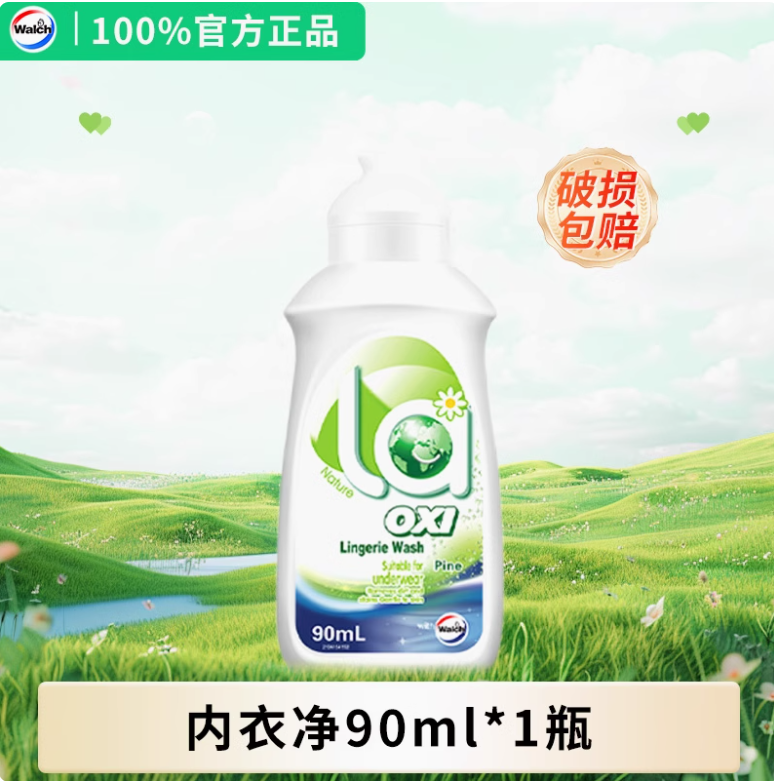 Walch | 100%官方正品
破损
包赔
la
Nature
OXI
Lingerie Wash
Pine
Suitable for
underwear
90mL
Walch
内衣净90ml*1瓶